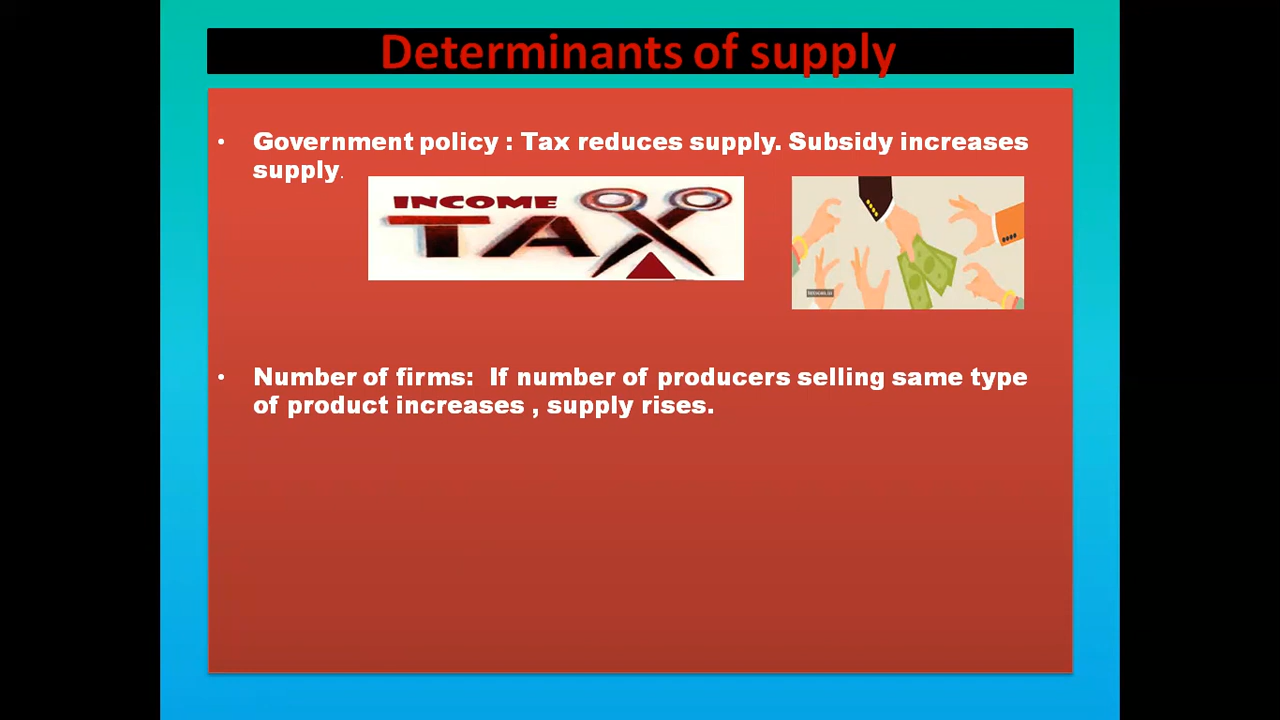 Determinants of supply
• Government policy : Tax reduces supply. Subsidy increases
supply.
INCOME
TAX
• Number of firms:  If number of producers selling same type
of product increases , supply rises.